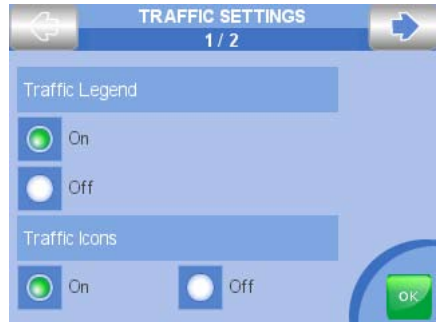 TRAFFIC SETTINGS
1 / 2
Traffic Legend
On
Off
Traffic Icons
On Off
OK